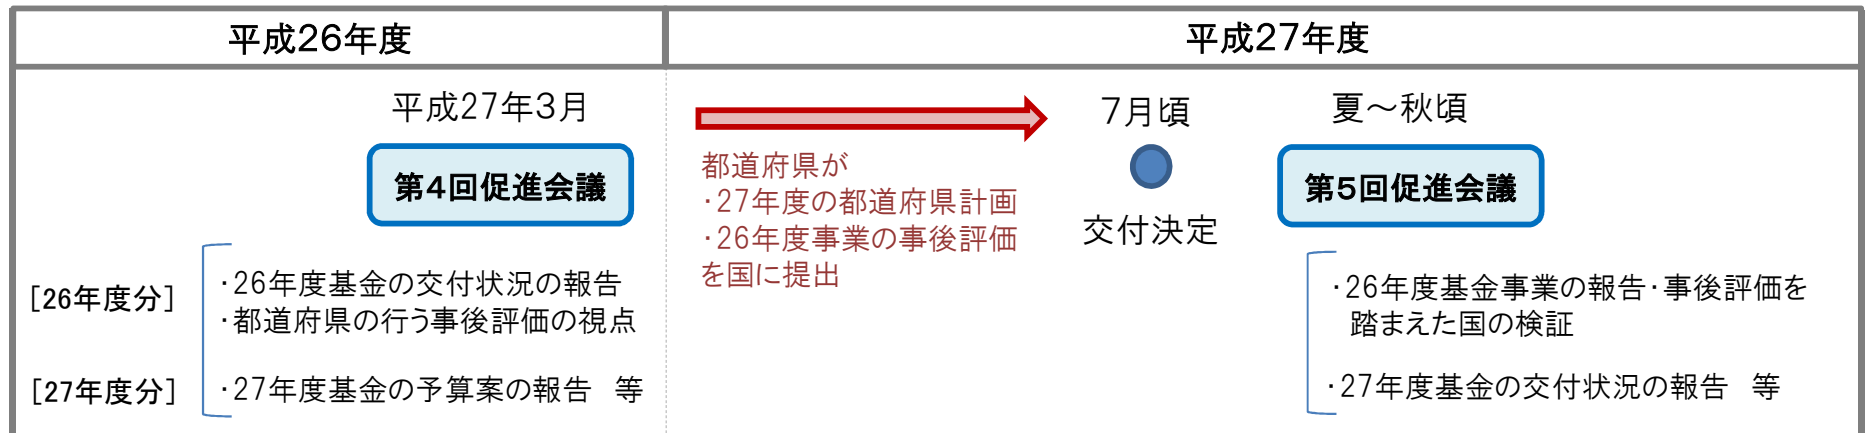 平成26年度
平成27年度
平成27年3月
第4回促進会議
[26年度分]
・26年度基金の交付状況の報告
・都道府県の行う事後評価の視点
[27年度分]
・27年度基金の予算案の報告　等
都道府県が
・27年度の都道府県計画
・26年度事業の事後評価
を国に提出
7月頃
交付決定
夏～秋頃
第5回促進会議
・26年度基金事業の報告・事後評価を
踏まえた国の検証
・27年度基金の交付状況の報告　等